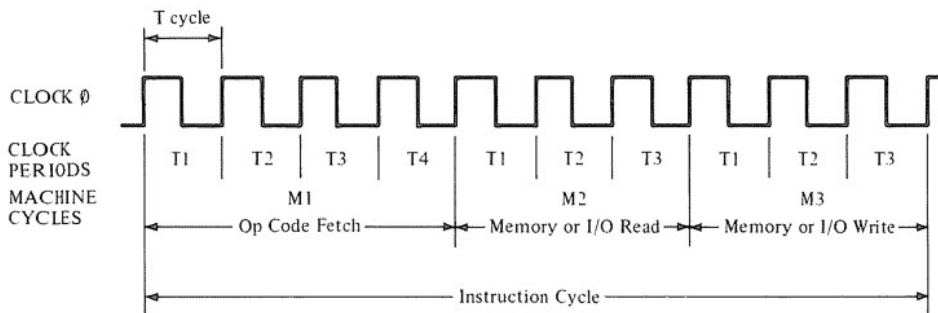 T cycle
CLOCK ϕ
CLOCK PERIODS T1 T2 T3 T4 T1 T2 T3 T1 T2 T3
MACHINE CYCLES M1 M2 M3
Op Code Fetch Memory or I/O Read Memory or I/O Write
Instruction Cycle